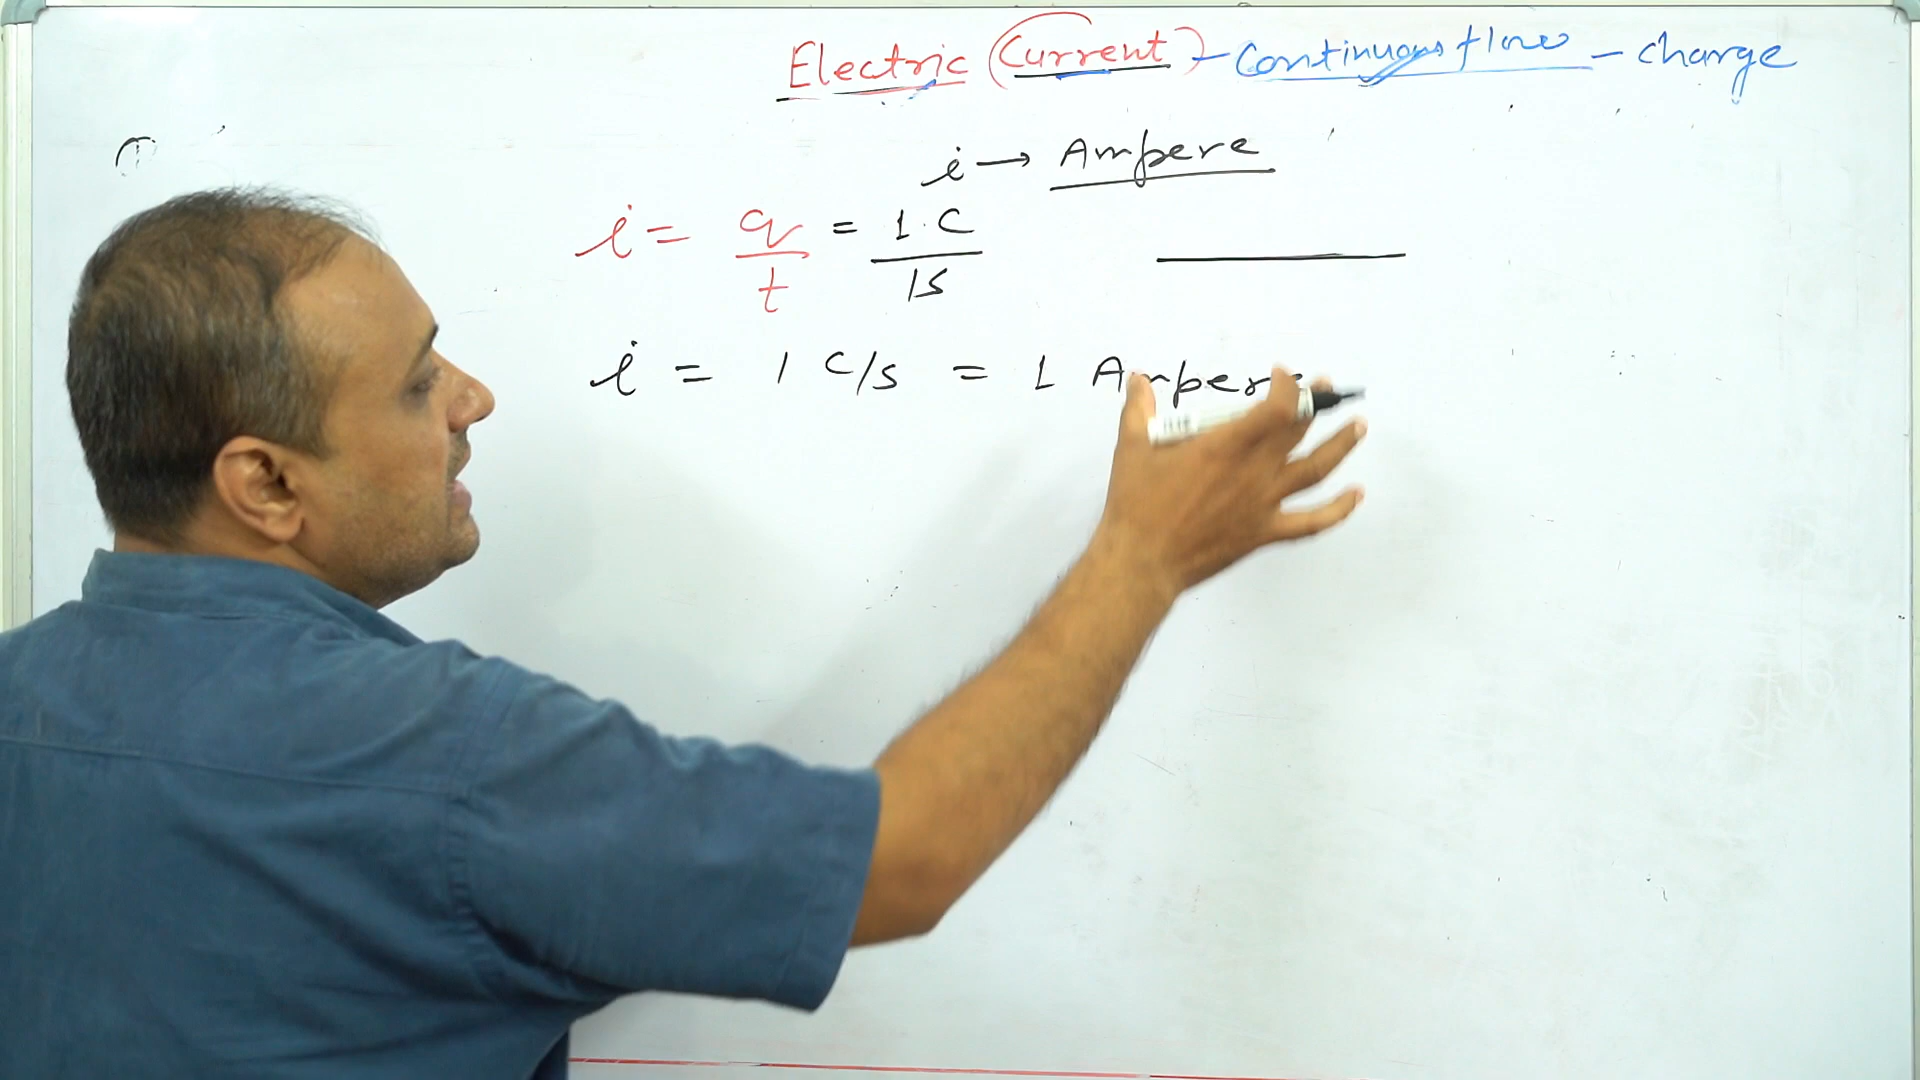 Electric (Current) - Continuous flow - charge
i → Ampere
i = q/t = 1 C/1s
i = 1 C/s = 1 Ampere